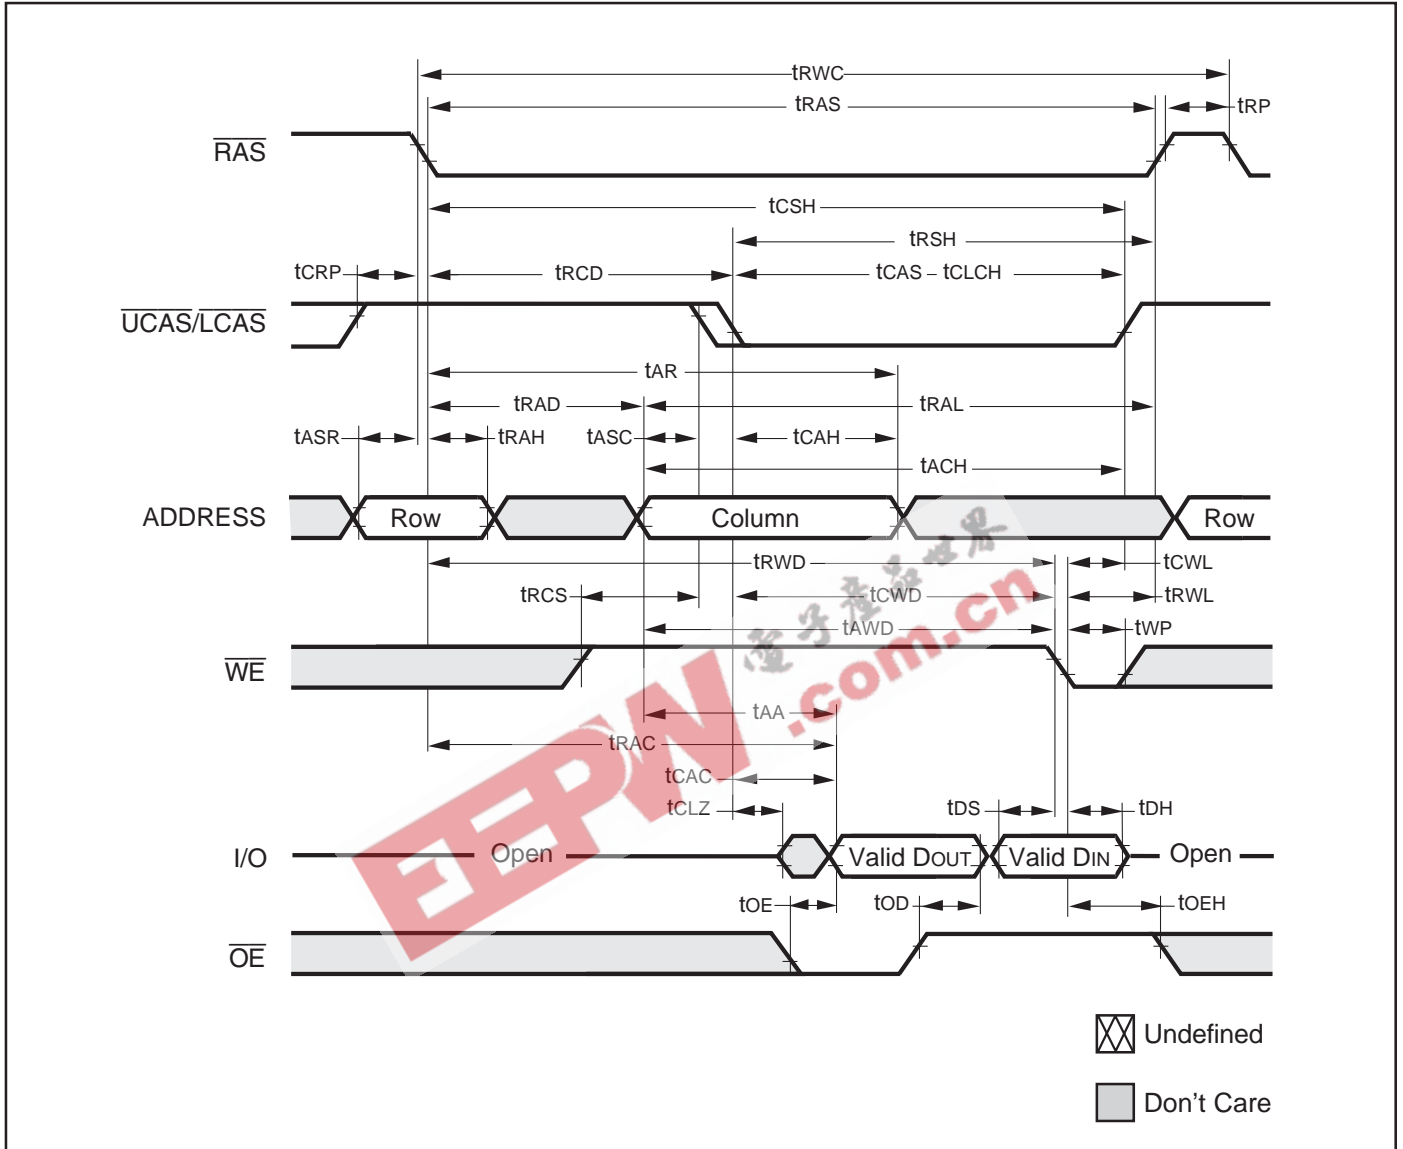 tRWC
tRAS
tRP
RAS
tCSH
tRSH
tCRP
tRCD
tCAS – tCLCH
UCAS/LCAS
tAR
tRAD
tRAL
tASR
tRAH
tASC
tCAH
tACH
ADDRESS
Row
Column
Row
tRWD
tCWL
tRCS
tCWD
tRWL
tAWD
tWP
WE
電子產品世界
.com.cn
EEPW
tAA
tRAC
tCAC
tCLZ
tDS
tDH
I/O
Open
Valid DOUT
Valid DIN
Open
tOE
tOD
tOEH
OE
Undefined
Don't Care